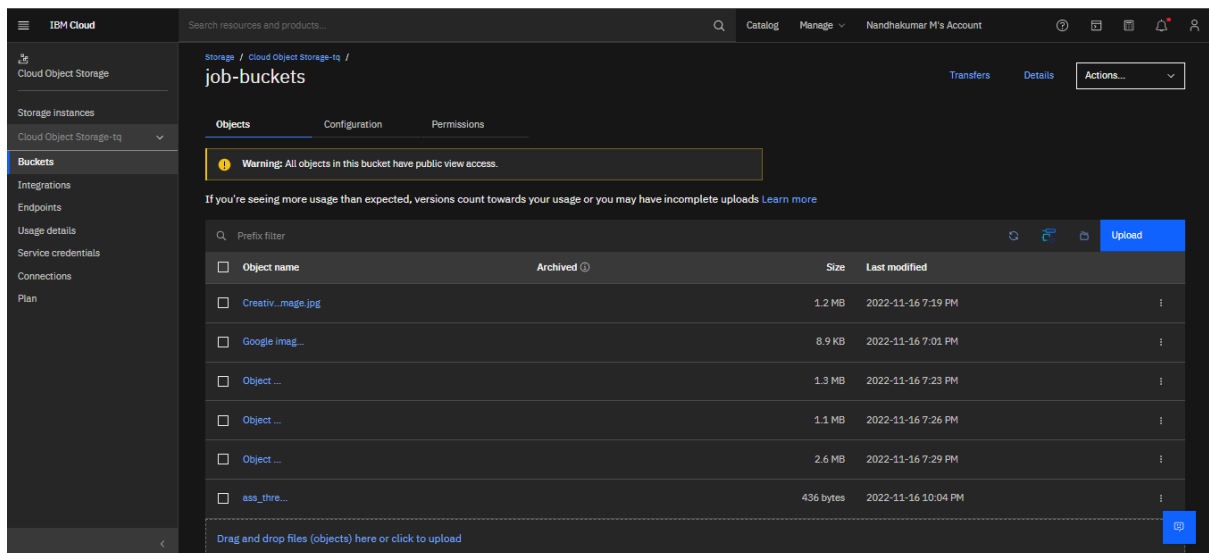 IBM Cloud
Search resources and products...
Catalog
Manage
Nandhakumar M's Account
Cloud Object Storage
Storage instances
Cloud Object Storage-tq
Buckets
Integrations
Endpoints
Usage details
Service credentials
Connections
Plan
Storage / Cloud Object Storage-tq /
job-buckets
Transfers
Details
Actions...
Objects
Configuration
Permissions
Warning: All objects in this bucket have public view access.
If you're seeing more usage than expected, versions count towards your usage or you may have incomplete uploads Learn more
Prefix filter
Upload
Object name Archived Size Last modified
Creativ...mage.jpg 1.2 MB 2022-11-16 7:19 PM
Google imag... 8.9 KB 2022-11-16 7:01 PM
Object ... 1.3 MB 2022-11-16 7:23 PM
Object ... 1.1 MB 2022-11-16 7:26 PM
Object ... 2.6 MB 2022-11-16 7:29 PM
ass_thre... 436 bytes 2022-11-16 10:04 PM
Drag and drop files (objects) here or click to upload